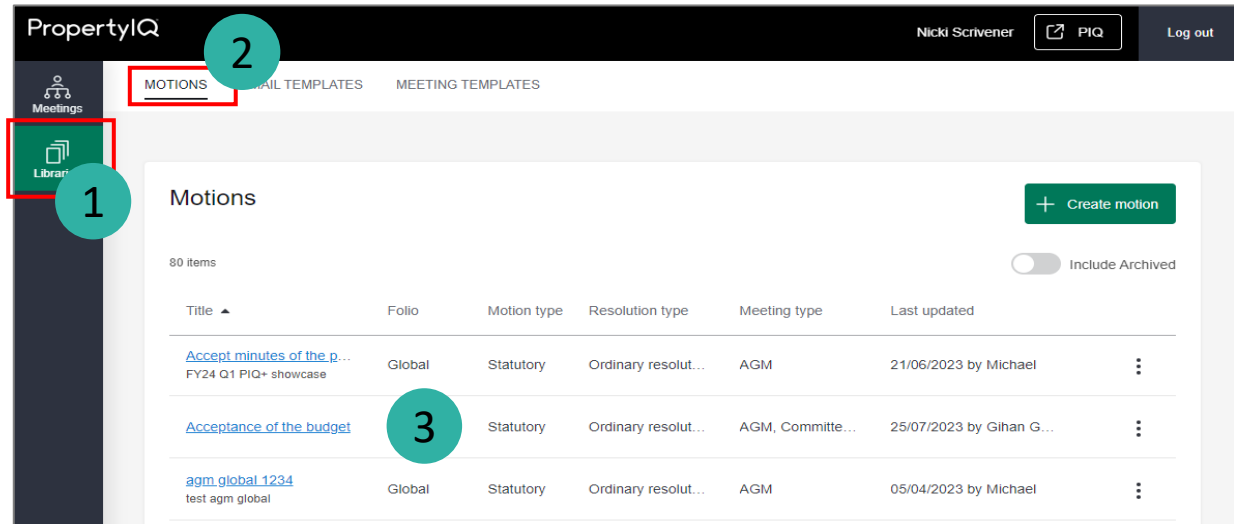 PropertyIQ
Nicki Scrivener
PIQ
Log out
2
MOTIONS MAIL TEMPLATES MEETING TEMPLATES
Meetings
Librari
1
Motions
+ Create motion
80 items
Include Archived
Title Folio Motion type Resolution type Meeting type Last updated
Accept minutes of the p... Global Statutory Ordinary resolut... AGM 21/06/2023 by Michael
FY24 Q1 PIQ+ showcase
Acceptance of the budget 3 Statutory Ordinary resolut... AGM, Committe... 25/07/2023 by Gihan G...
agm global 1234 Global Statutory Ordinary resolut... AGM 05/04/2023 by Michael
test agm global